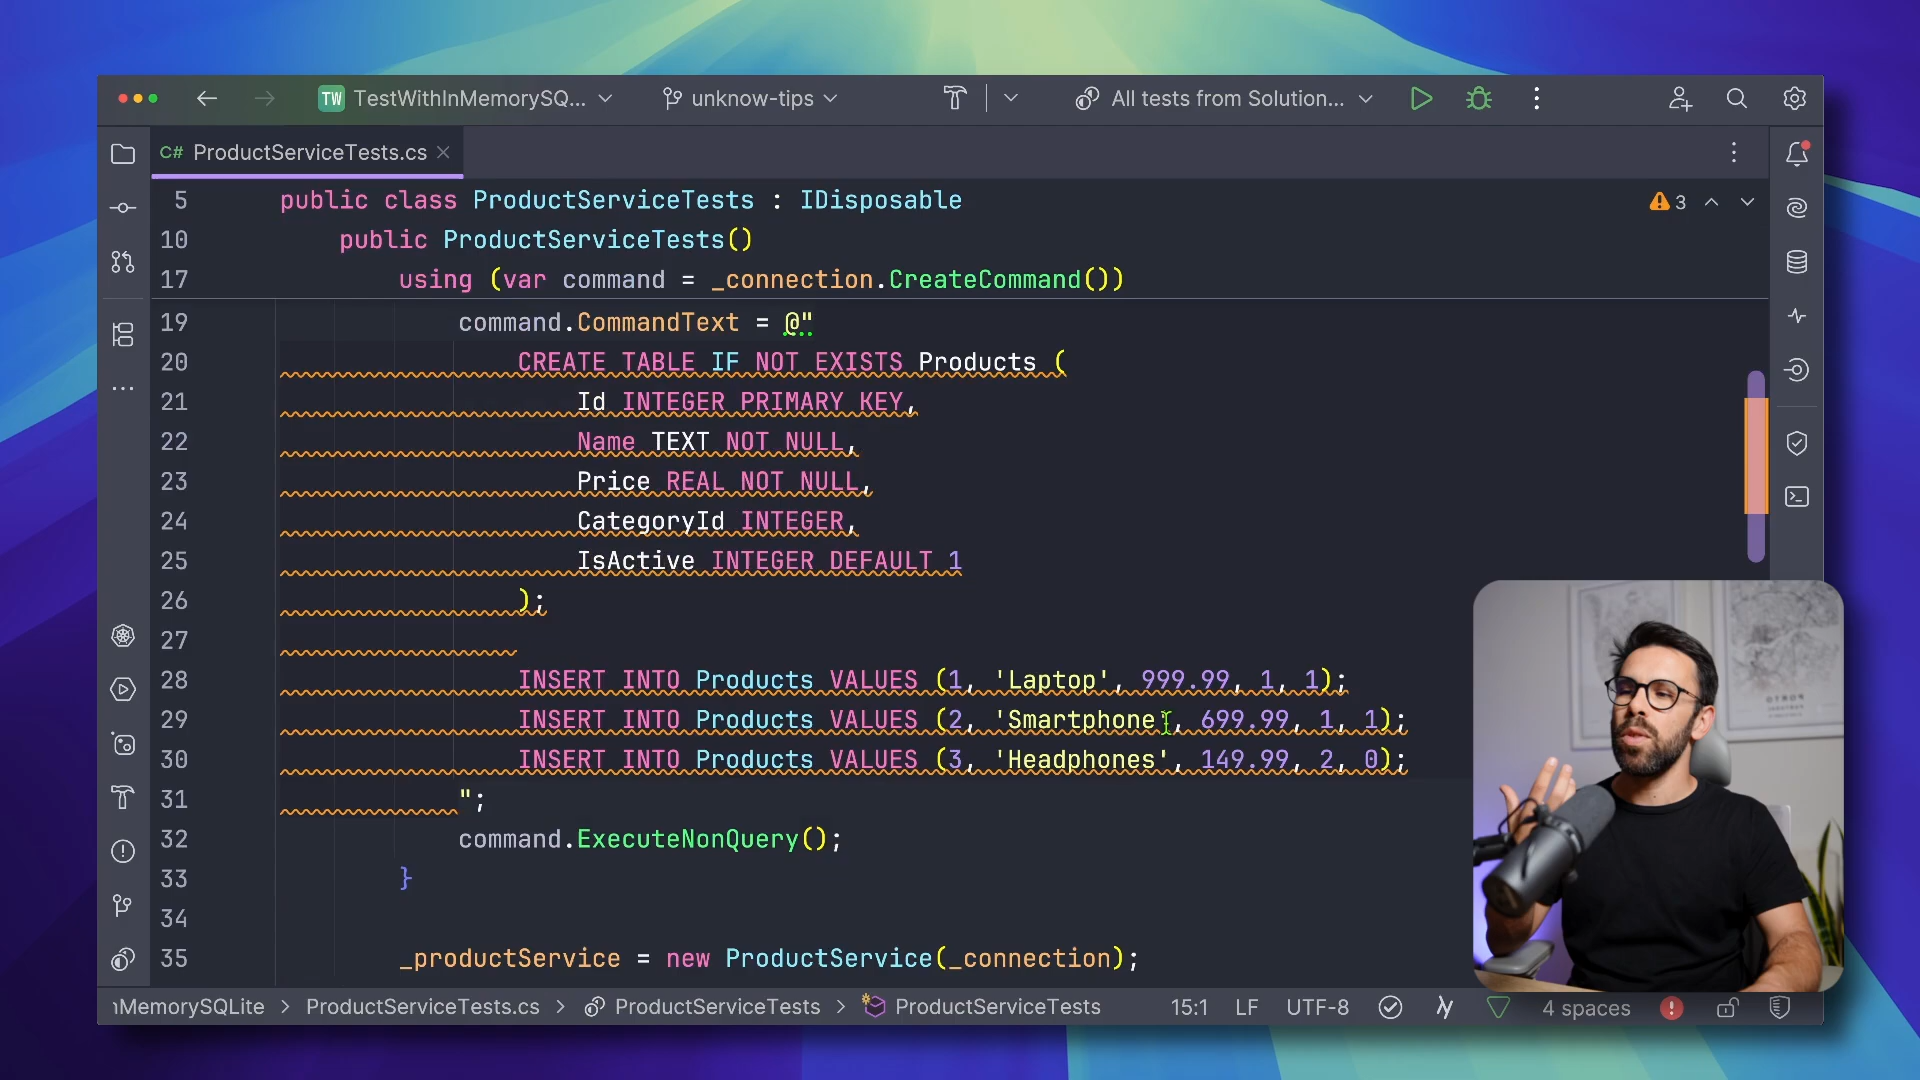 TW TestWithInMemorySQ... unknow-tips All tests from Solution...
C# ProductServiceTests.cs
5 public class ProductServiceTests : IDisposable 3
10 public ProductServiceTests()
17 using (var command = _connection.CreateCommand())
19 command.CommandText = @"
20 CREATE TABLE IF NOT EXISTS Products (
21 Id INTEGER PRIMARY KEY,
22 Name TEXT NOT NULL,
23 Price REAL NOT NULL,
24 CategoryId INTEGER,
25 IsActive INTEGER DEFAULT 1
26 );
27
28 INSERT INTO Products VALUES (1, 'Laptop', 999.99, 1, 1);
29 INSERT INTO Products VALUES (2, 'Smartphone', 699.99, 1, 1);
30 INSERT INTO Products VALUES (3, 'Headphones', 149.99, 2, 0);
31 ";
32 command.ExecuteNonQuery();
33 }
34
35 _productService = new ProductService(_connection);
MemorySQLite > ProductServiceTests.cs > ProductServiceTests > ProductServiceTests 15:1 LF UTF-8 4 spaces